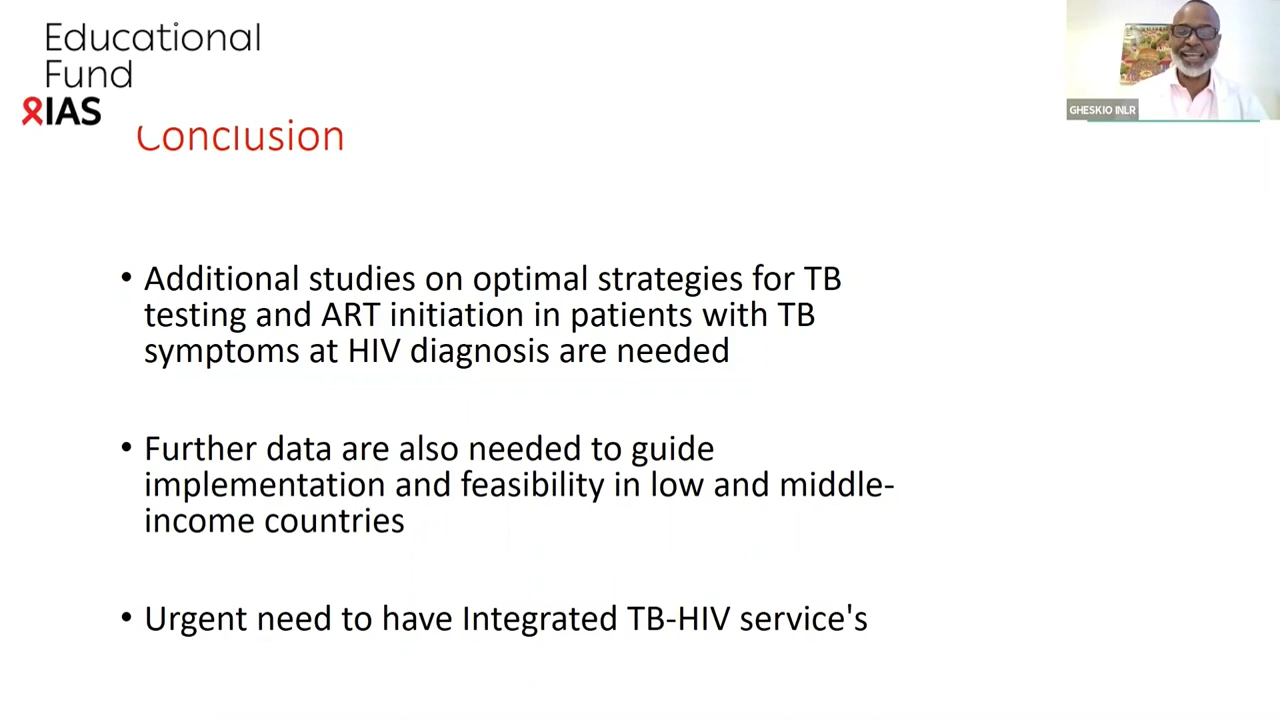 Educational
Fund
IAS
Conclusion
GHESKIO INLR
• Additional studies on optimal strategies for TB
testing and ART initiation in patients with TB
symptoms at HIV diagnosis are needed
• Further data are also needed to guide
implementation and feasibility in low and middle-
income countries
• Urgent need to have Integrated TB-HIV service's